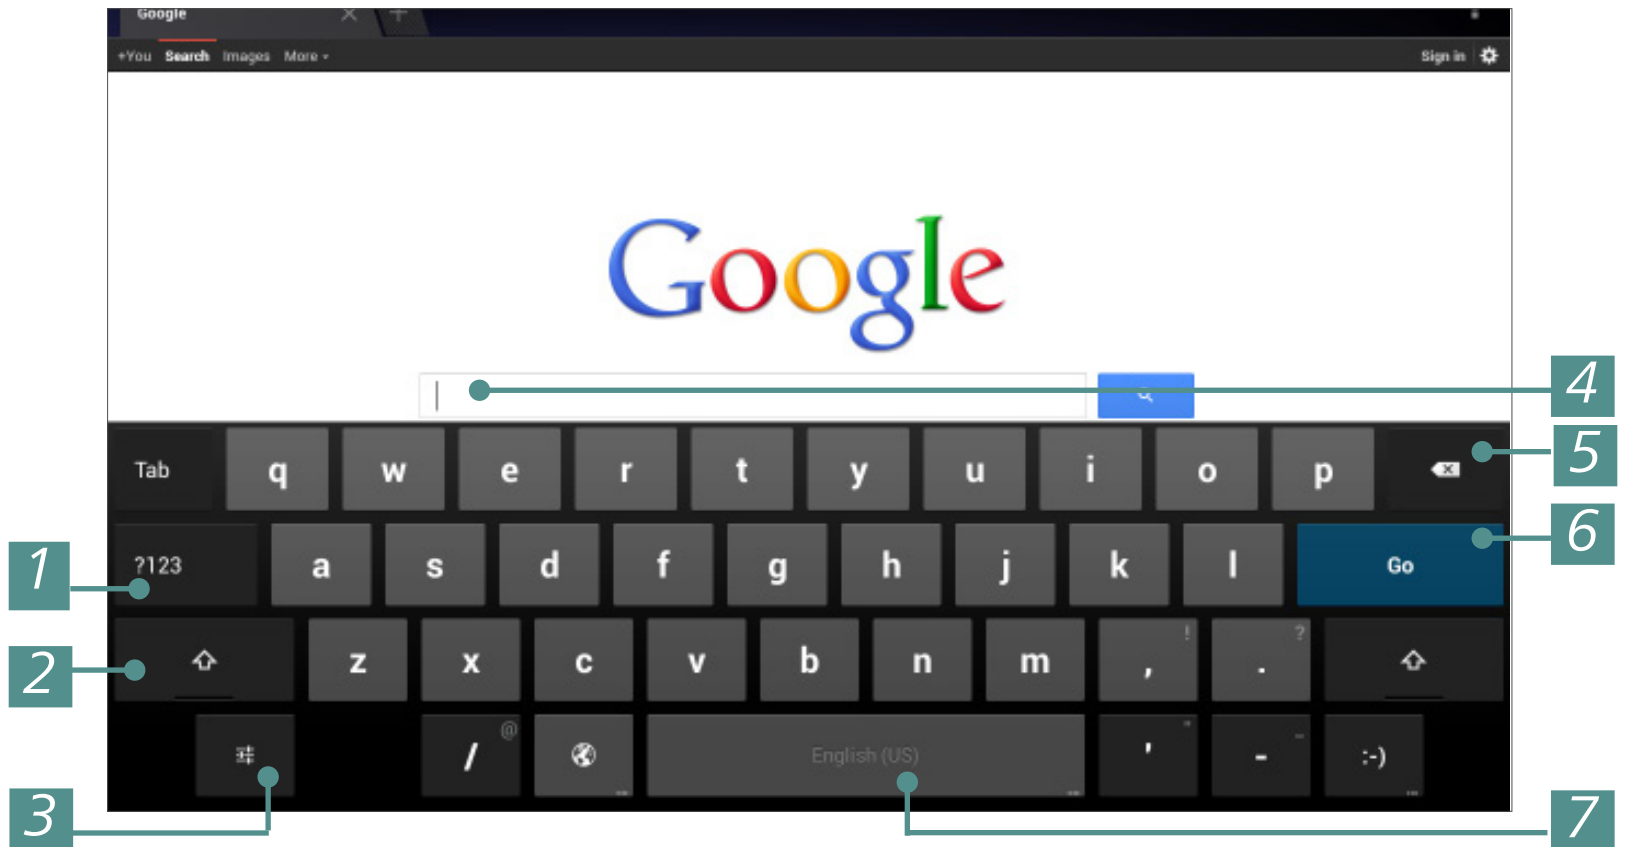 Google
+You Search Images More Sign in
Google
4
Tab q w e r t y u i o p
5
?123 a s d f g h j k l Go
6
1
! ?
z x c v b n m , .
2
@ " _
/ English (US) ' - :-)
3
7